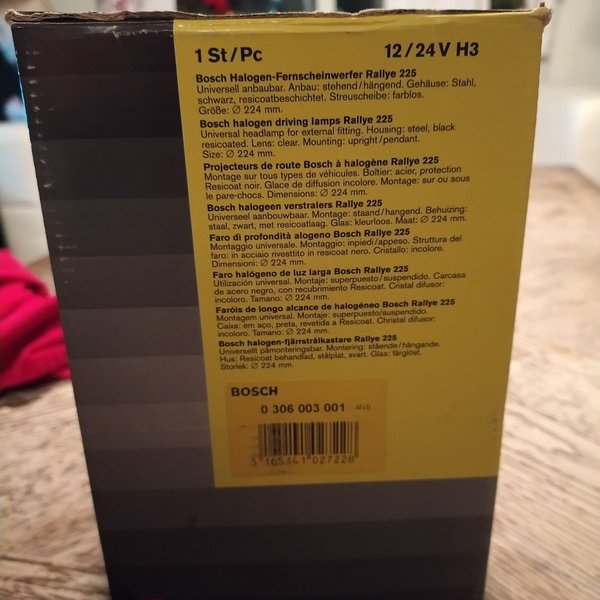 1 St/Pc 12/24 V H3
Bosch Halogen-Fernscheinwerfer Rallye 225
Universell anbaubar. Anbau: stehend/hängend. Gehäuse: Stahl,
schwarz, resicoatbeschichtet. Streuscheibe: farblos.
Größe: ∅ 224 mm.
Bosch halogen driving lamps Rallye 225
Universal headlamp for external fitting. Housing: steel, black
resicoated. Lens: clear. Mounting: upright/pendant.
Size: ∅ 224 mm.
Projecteurs de route Bosch à halogène Rallye 225
Montage sur tous types de véhicules. Boîtier: acier, protection
Resicoat noir. Glace de diffusion incolore. Montage: sur ou sous
le pare-chocs. Dimensions: ∅ 224 mm.
Bosch halogeen verstralers Rallye 225
Universeel aanbouwbaar. Montage: staand/hangend. Behuizing:
staal, zwart, met resicoatlaag. Glas: kleurloos. Maat: ∅ 224 mm.
Faro di profondità alogeno Bosch Rallye 225
Montaggio universale. Montaggio: inpiedi/appeso. Struttura del
faro: in acciaio rivesttito in resicoat nero. Cristallo: incolore.
Dimensioni: ∅ 224 mm.
Faro halógeno de luz larga Bosch Rallye 225
Utilización universal. Montaje: superpuesto/suspendido. Carcasa
de acero negro, con recubrimiento Resicoat. Cristal difusor:
incoloro. Tamano: ∅ 224 mm.
Faróis de longo alcance de halogéneo Bosch Rallye 225
Montagem universal. Montaje: superpuesto/suspendido.
Caixa: em aço, preta, revetida a Resicoat. Christal difusor:
incoloro. Tamano: ∅ 224 mm.
Bosch halogen-fjärrstrålkastare Rallye 225
Universellt påmonteringsbar. Montering: stående/hängande.
Hus: Resicoat behandlad, stålplat, svart. Glas: färglöst.
Storlek: ∅ 224 mm.
BOSCH
0 306 003 001
3 165141 027228